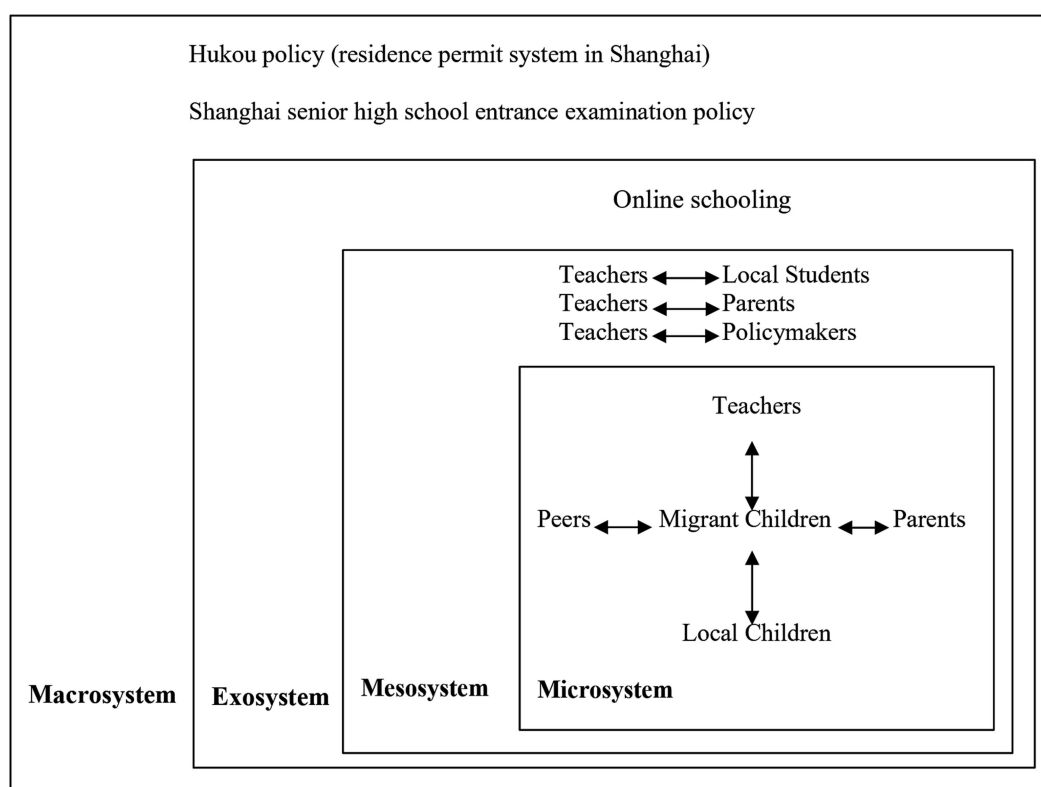 Hukou policy (residence permit system in Shanghai)
Shanghai senior high school entrance examination policy
Online schooling
Teachers Local Students
Teachers Parents
Teachers Policymakers
Teachers
Peers Migrant Children Parents
Local Children
Macrosystem Exosystem Mesosystem Microsystem